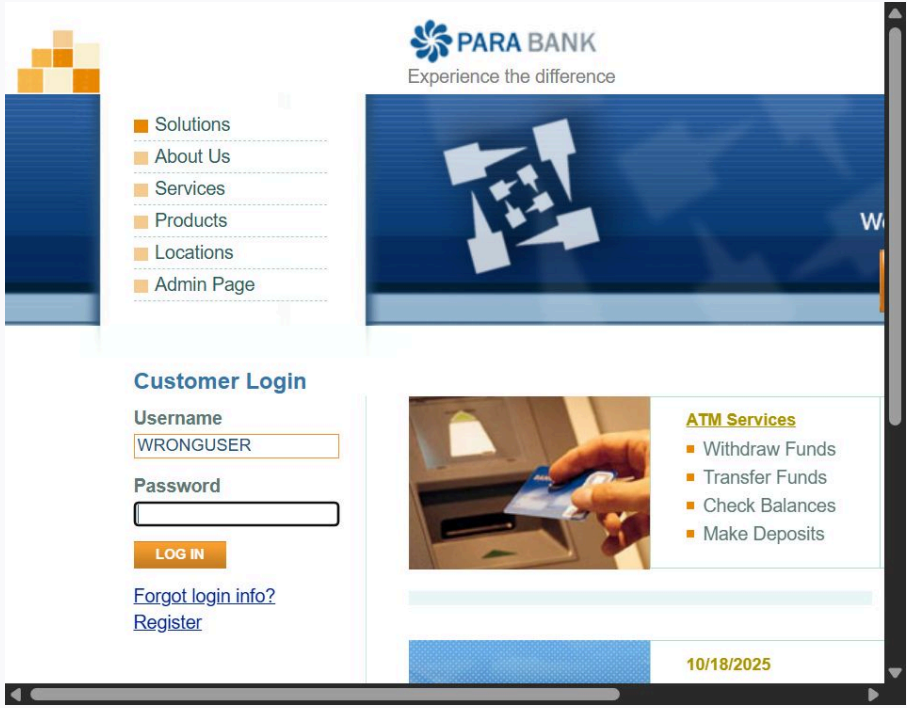 PARA BANK
Experience the difference
Solutions
About Us
Services
Products
Locations
Admin Page
Customer Login
Username
WRONGUSER
Password
LOG IN
Forgot login info?
Register
ATM Services
Withdraw Funds
Transfer Funds
Check Balances
Make Deposits
10/18/2025